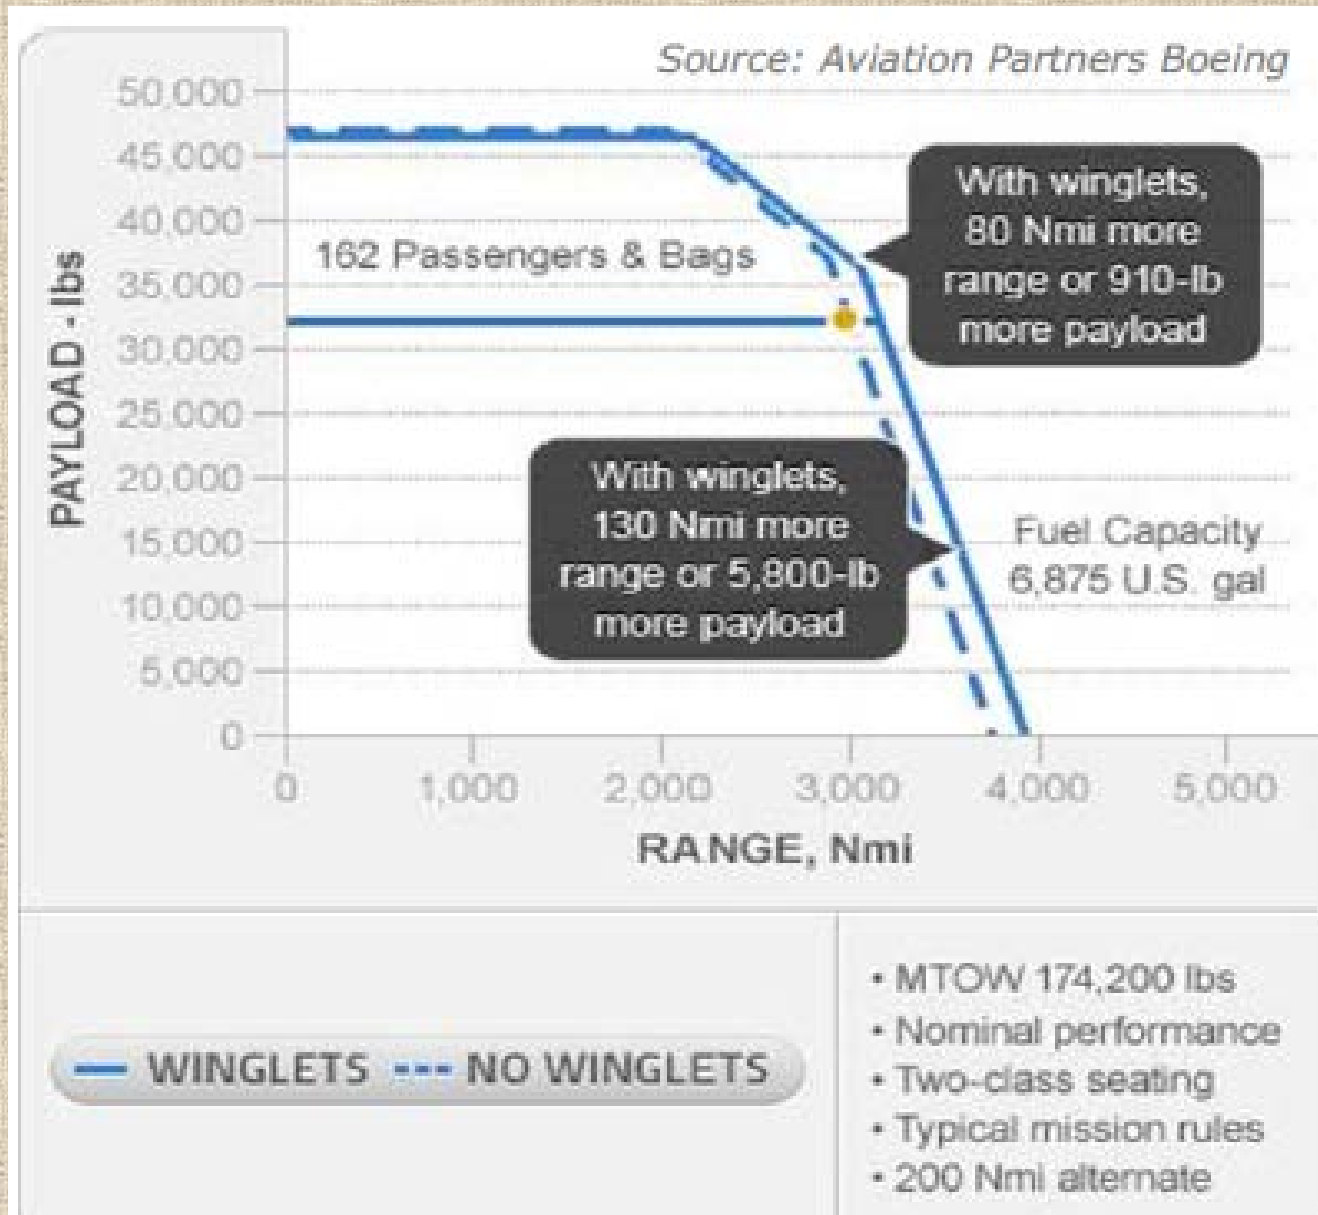 Source: Aviation Partners Boeing
PAYLOAD - lbs
50,000
45,000
40,000
35,000
30,000
25,000
20,000
15,000
10,000
5,000
0
162 Passengers & Bags
With winglets,
80 Nmi more
range or 910-lb
more payload
With winglets,
130 Nmi more
range or 5,800-lb
more payload
Fuel Capacity
6,875 U.S. gal
0 1,000 2,000 3,000 4,000 5,000
RANGE, Nmi
WINGLETS NO WINGLETS
• MTOW 174,200 lbs
• Nominal performance
• Two-class seating
• Typical mission rules
• 200 Nmi alternate